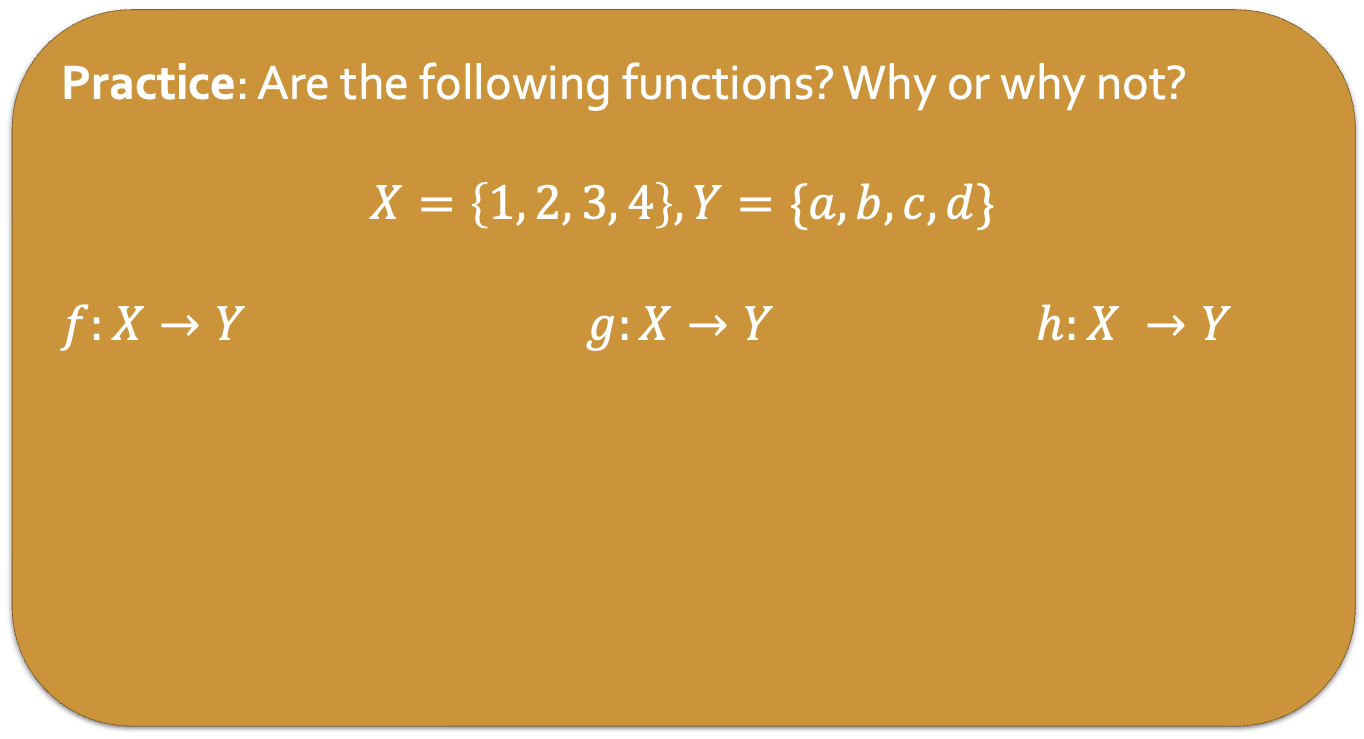 Practice: Are the following functions? Why or why not?
X = {1, 2, 3, 4}, Y = {a, b, c, d}
f: X → Y g: X → Y h: X → Y